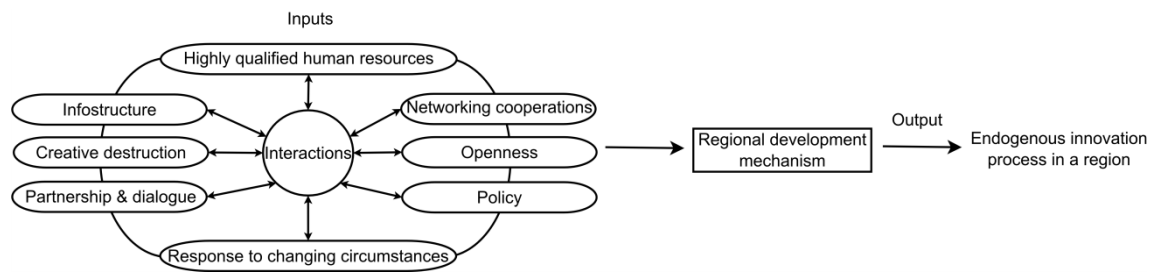 Inputs
Highly qualified human resources
Infostructure
Networking cooperations
Creative destruction
Interactions
Openness
Partnership & dialogue
Policy
Response to changing circumstances
Regional development
mechanism
Output
Endogenous innovation
process in a region